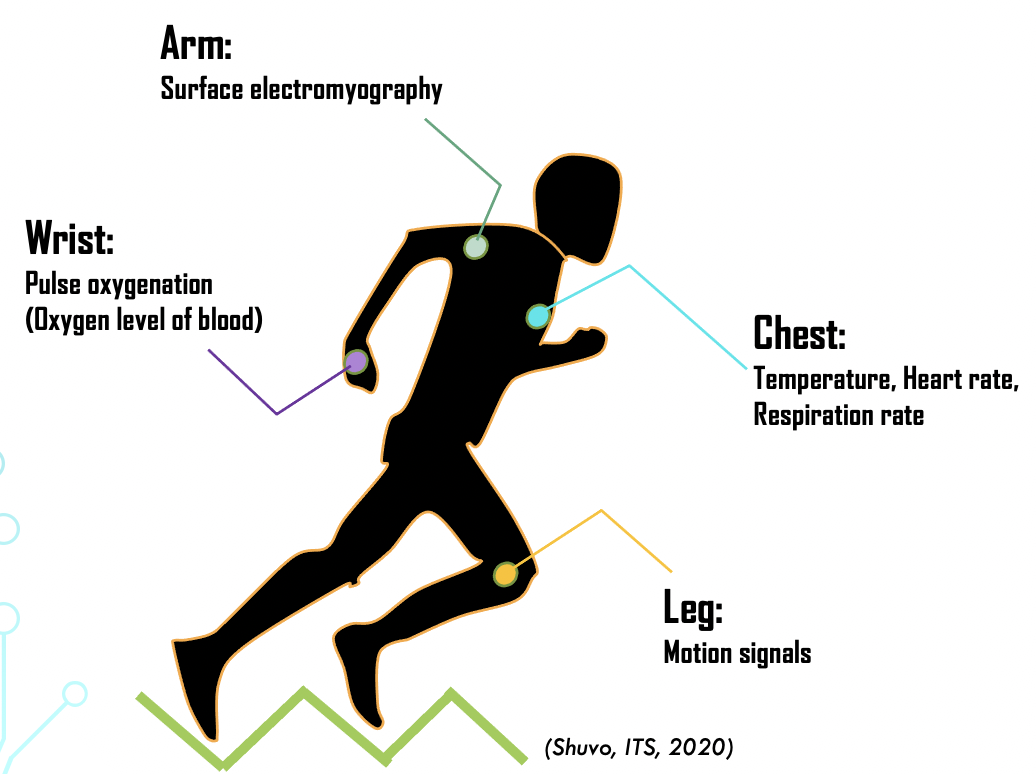 Arm:
Surface electromyography
Wrist:
Pulse oxygenation
(Oxygen level of blood)
Chest:
Temperature, Heart rate,
Respiration rate
Leg:
Motion signals
(Shuvo, ITS, 2020)